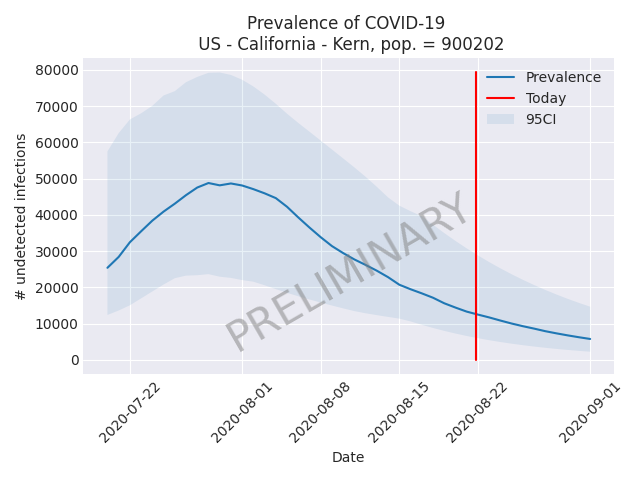 Prevalence of COVID-19
US - California - Kern, pop. = 900202
80000
70000
60000
50000
40000
30000
20000
10000
0
# undetected infections
Prevalence
Today
95CI
PRELIMINARY
2020-07-22
2020-08-01
2020-08-08
2020-08-15
2020-08-22
2020-09-01
Date